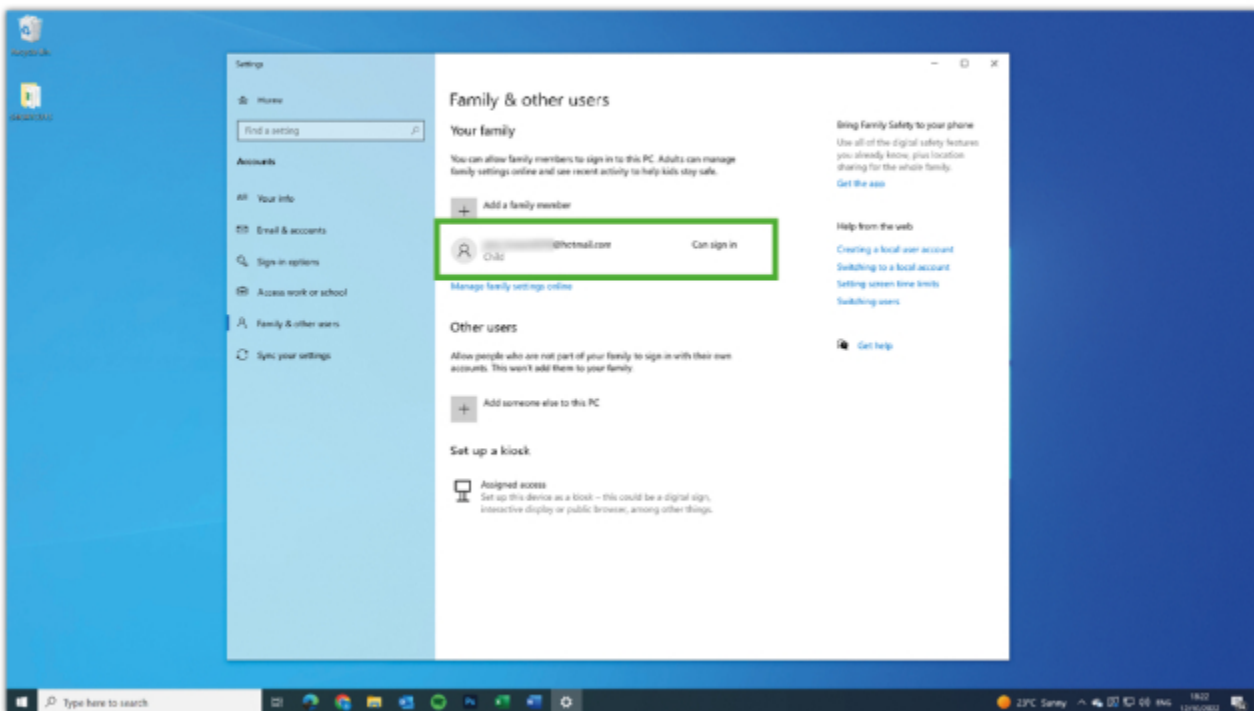 Settings
Home
Find a setting
Accounts
Your info
Email & accounts
Sign-in options
Access work or school
Family & other users
Sync your settings
Family & other users
Your family
You can allow family members to sign in to this PC. Adults can manage
family settings online and see recent activity to help kids stay safe.
Add a family member
@hotmail.com
Can sign in
Child
Manage family settings online
Other users
Allow people who are not part of your family to sign in with their own
accounts. This won't add them to your family.
Add someone else to this PC
Set up a kiosk
Assigned access
Set up this device as a kiosk – this could be a digital sign,
interactive display or public browser, among other things.
Bring Family Safety to your phone
Use all of the digital safety features
you already know, plus location
sharing for the whole family.
Get the app
Help from the web
Creating a local user account
Switching to a local account
Setting screen time limits
Switching users
Get help
Type here to search
23°C Sunny
ENG
18:22